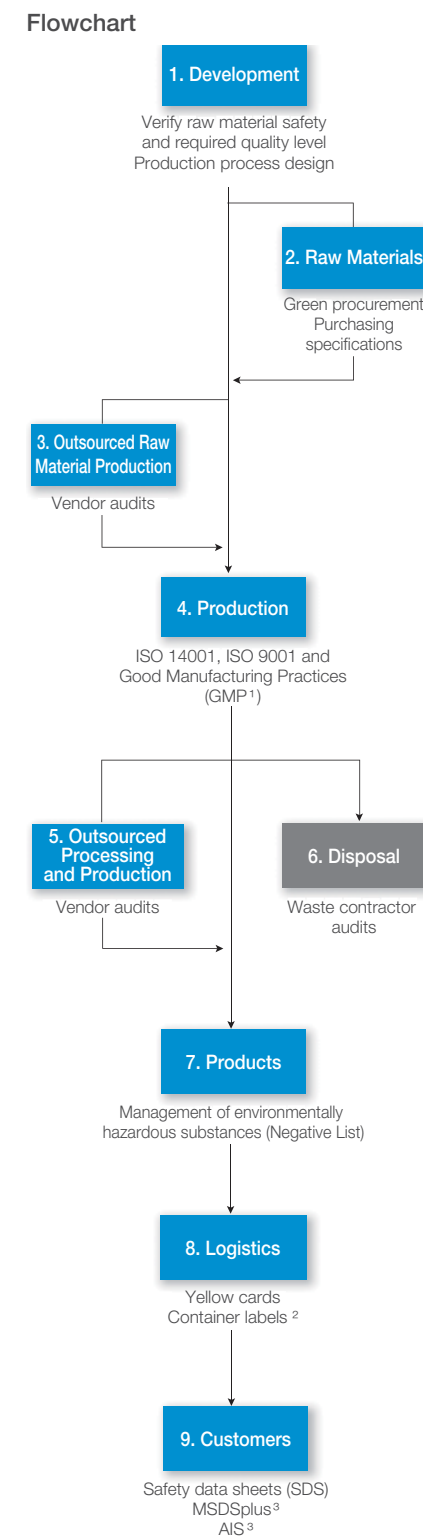 Flowchart
1. Development
Verify raw material safety
and required quality level
Production process design
2. Raw Materials
Green procurement
Purchasing
specifications
3. Outsourced Raw
Material Production
Vendor audits
4. Production
ISO 14001, ISO 9001 and
Good Manufacturing Practices
(GMP¹)
5. Outsourced
Processing
and Production
Vendor audits
6. Disposal
Waste contractor
audits
7. Products
Management of environmentally
hazardous substances (Negative List)
8. Logistics
Yellow cards
Container labels ²
9. Customers
Safety data sheets (SDS)
MSDSplus³
AIS³